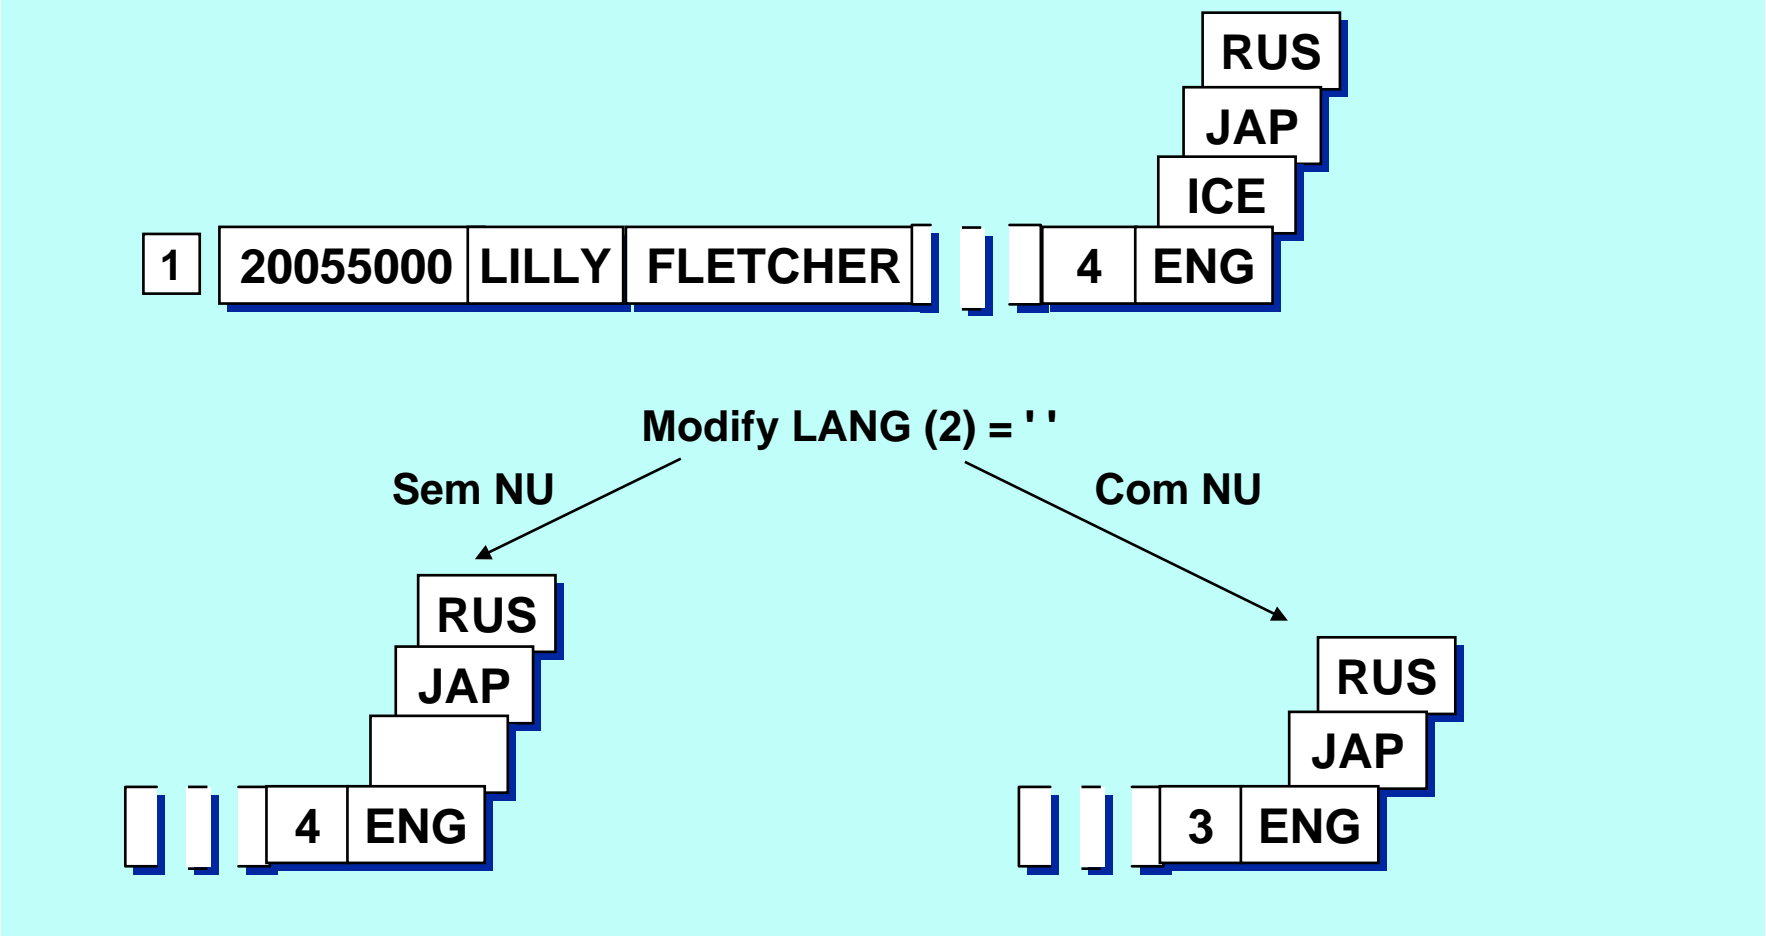 RUS
JAP
ICE
1 20055000 LILLY FLETCHER 4 ENG
Modify LANG (2) = ' '
Sem NU Com NU
RUS
JAP
4 ENG
RUS
JAP
3 ENG